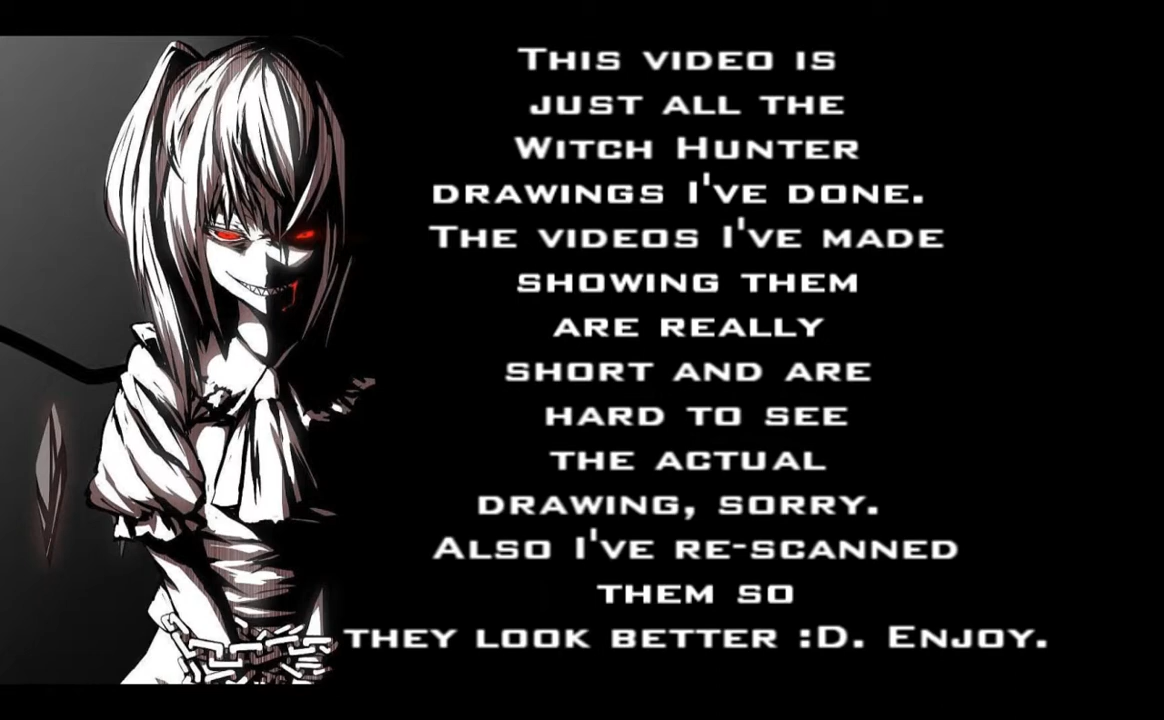 This video is
just all the
Witch Hunter
drawings I've done.
The videos I've made
showing them
are really
short and are
hard to see
the actual
drawing, sorry.
Also I've re-scanned
them so
they look better :D. Enjoy.